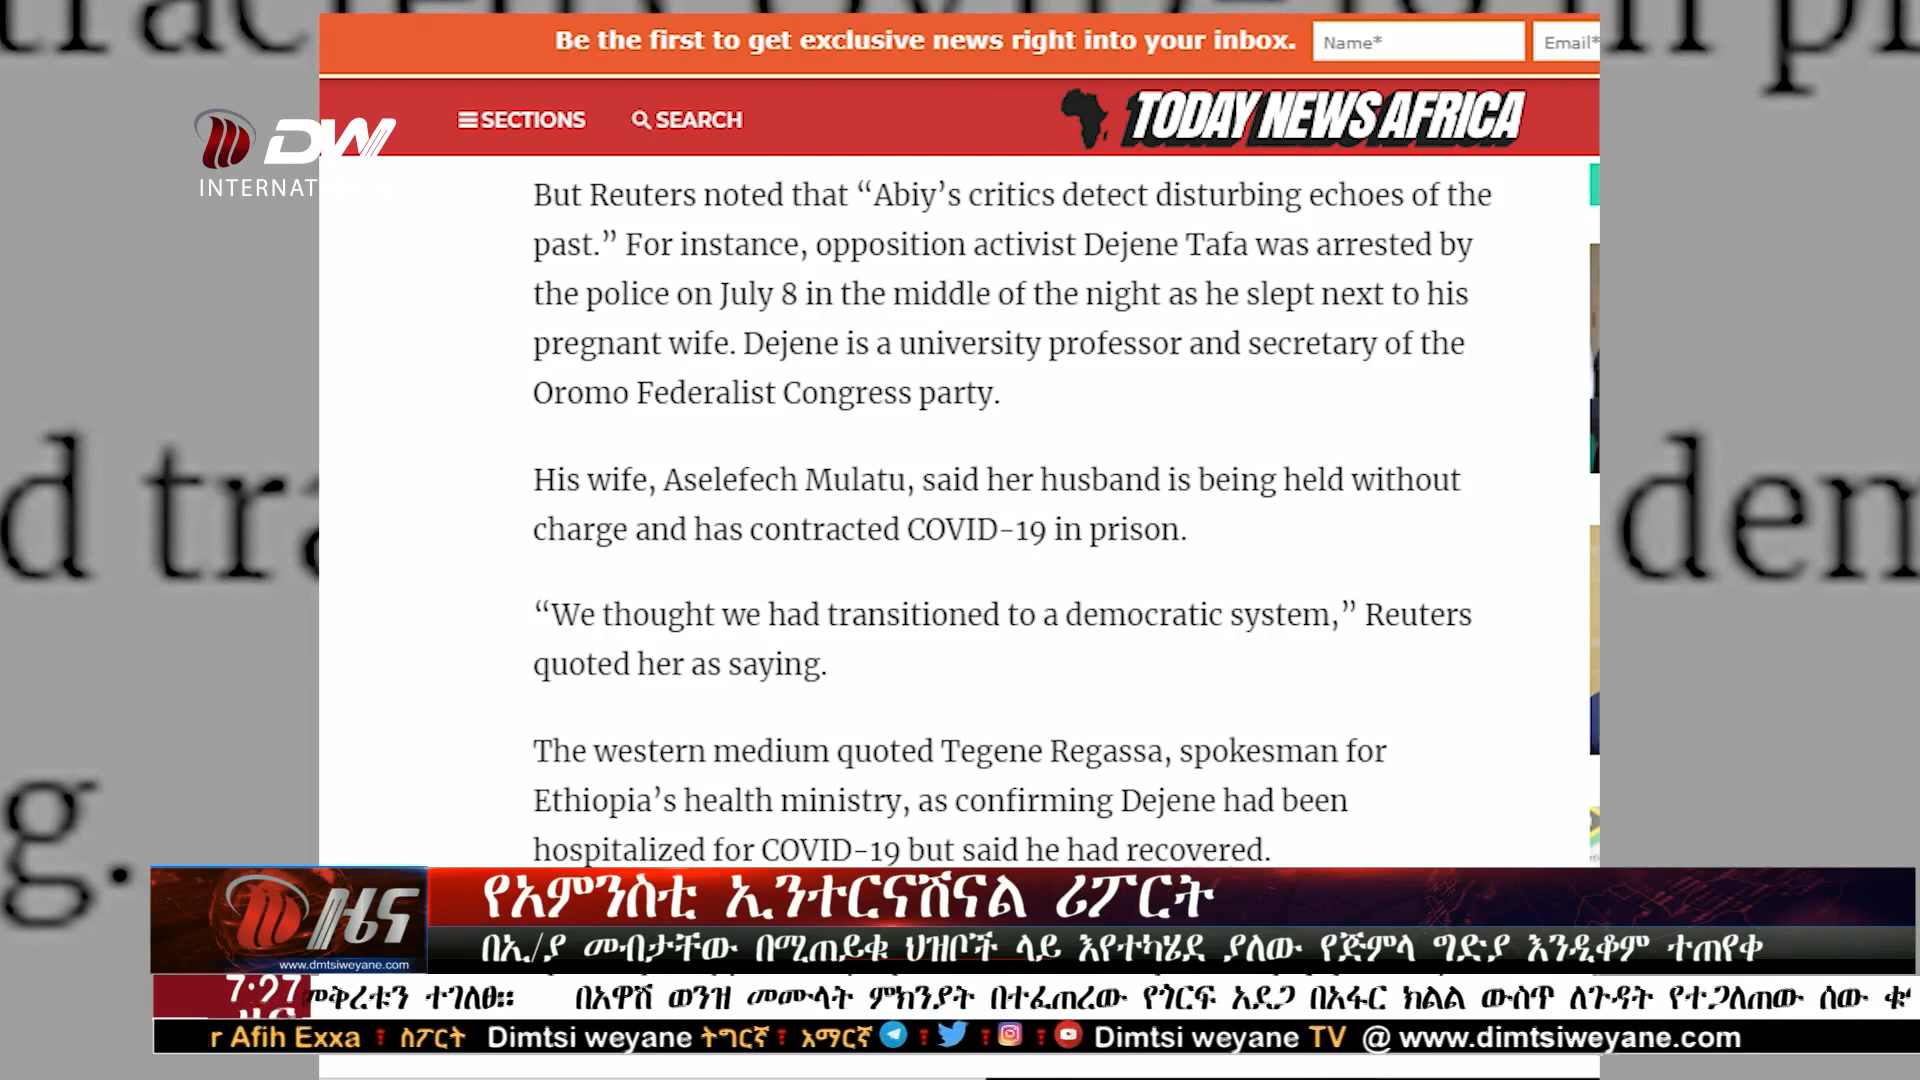 Be the first to get exclusive news right into your inbox. Name* Email*
SECTIONS SEARCH TODAY NEWS AFRICA
DW
INTERNAT
But Reuters noted that “Abiy’s critics detect disturbing echoes of the
past.” For instance, opposition activist Dejene Tafa was arrested by
the police on July 8 in the middle of the night as he slept next to his
pregnant wife. Dejene is a university professor and secretary of the
Oromo Federalist Congress party.
His wife, Aselefech Mulatu, said her husband is being held without
charge and has contracted COVID-19 in prison.
“We thought we had transitioned to a democratic system,” Reuters
quoted her as saying.
The western medium quoted Tegene Regassa, spokesman for
Ethiopia’s health ministry, as confirming Dejene had been
hospitalized for COVID-19 but said he had recovered.
ዜና
www.dmtsiweyane.com
የአምንስቲ ኢንተርናሽናል ሪፖርት
በኢ/ያ መብታቸው በሚጠይቁ ህዝቦች ላይ እየተካሄደ ያለው የጅምላ ግድያ እንዲቆም ተጠየቀ
7:27
መቅረቱን ተገለፀ። በአዋሽ ወንዝ መሙላት ምክንያት በተፈጠረው የጎርፍ አደጋ በአፋር ክልል ውስጥ ለጉዳት የተጋለጠው ሰው
r Afih Exxa ስፖርት Dimtsi weyane ትግርኛ አማርኛ Dimtsi weyane TV @ www.dimtsiweyane.com